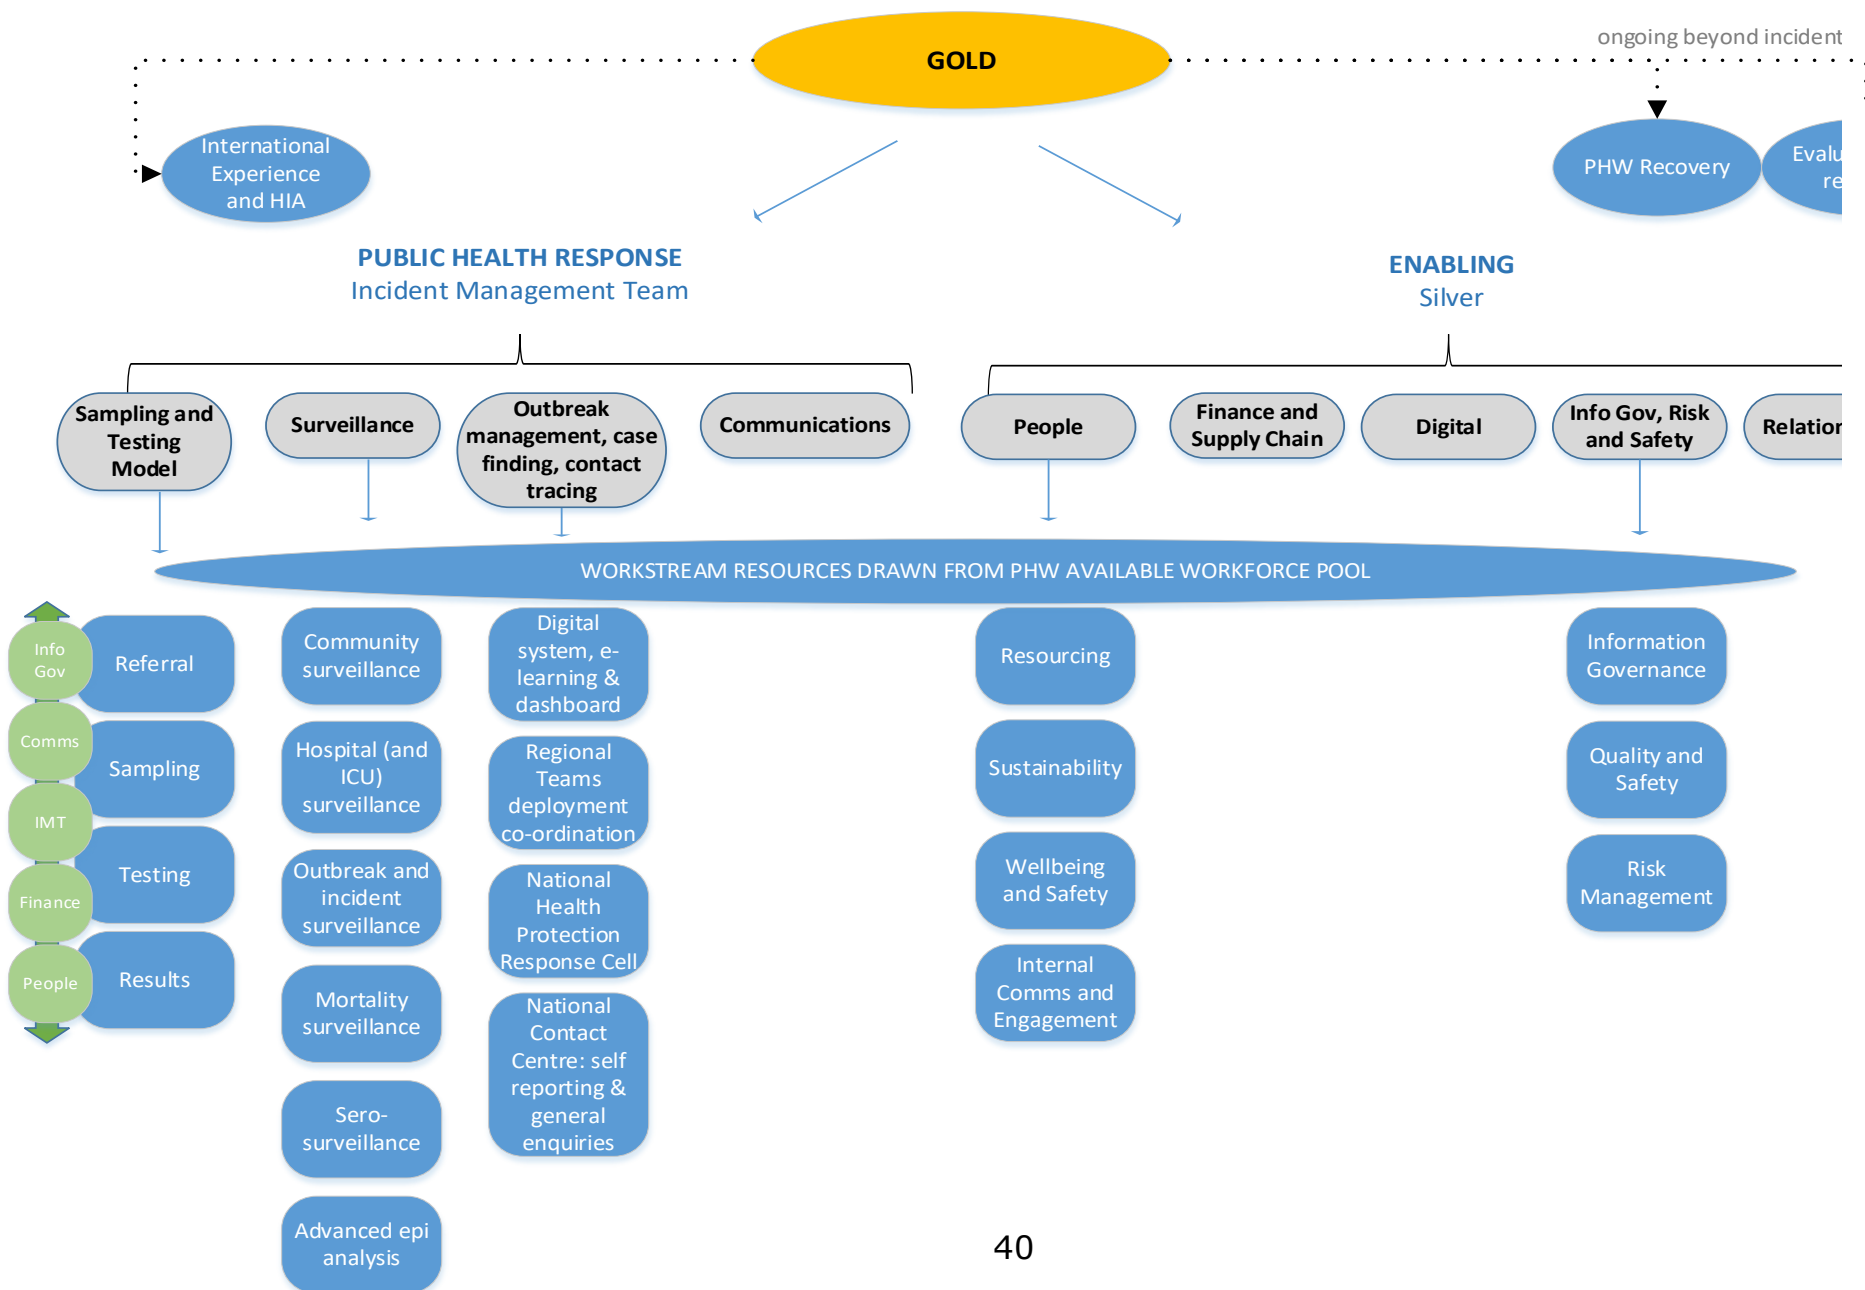 ongoing beyond incident
GOLD
International
Experience
and HIA
PHW Recovery
PUBLIC HEALTH RESPONSE
Incident Management Team
ENABLING
Silver
Sampling and
Testing
Model
Surveillance
Outbreak
management, case
finding, contact
tracing
Communications
People
Finance and
Supply Chain
Digital
Info Gov, Risk
and Safety
WORKSTREAM RESOURCES DRAWN FROM PHW AVAILABLE WORKFORCE POOL
Info
Gov
Comms
IMT
Finance
People
Referral
Sampling
Testing
Results
Community
surveillance
Hospital (and
ICU)
surveillance
Outbreak and
incident
surveillance
Mortality
surveillance
Sero-
surveillance
Advanced epi
analysis
Digital
system, e-
learning &
dashboard
Regional
Teams
deployment
co-ordination
National
Health
Protection
Response Cell
National
Contact
Centre: self
reporting &
general
enquiries
Resourcing
Sustainability
Wellbeing
and Safety
Internal
Comms and
Engagement
Information
Governance
Quality and
Safety
Risk
Management
40